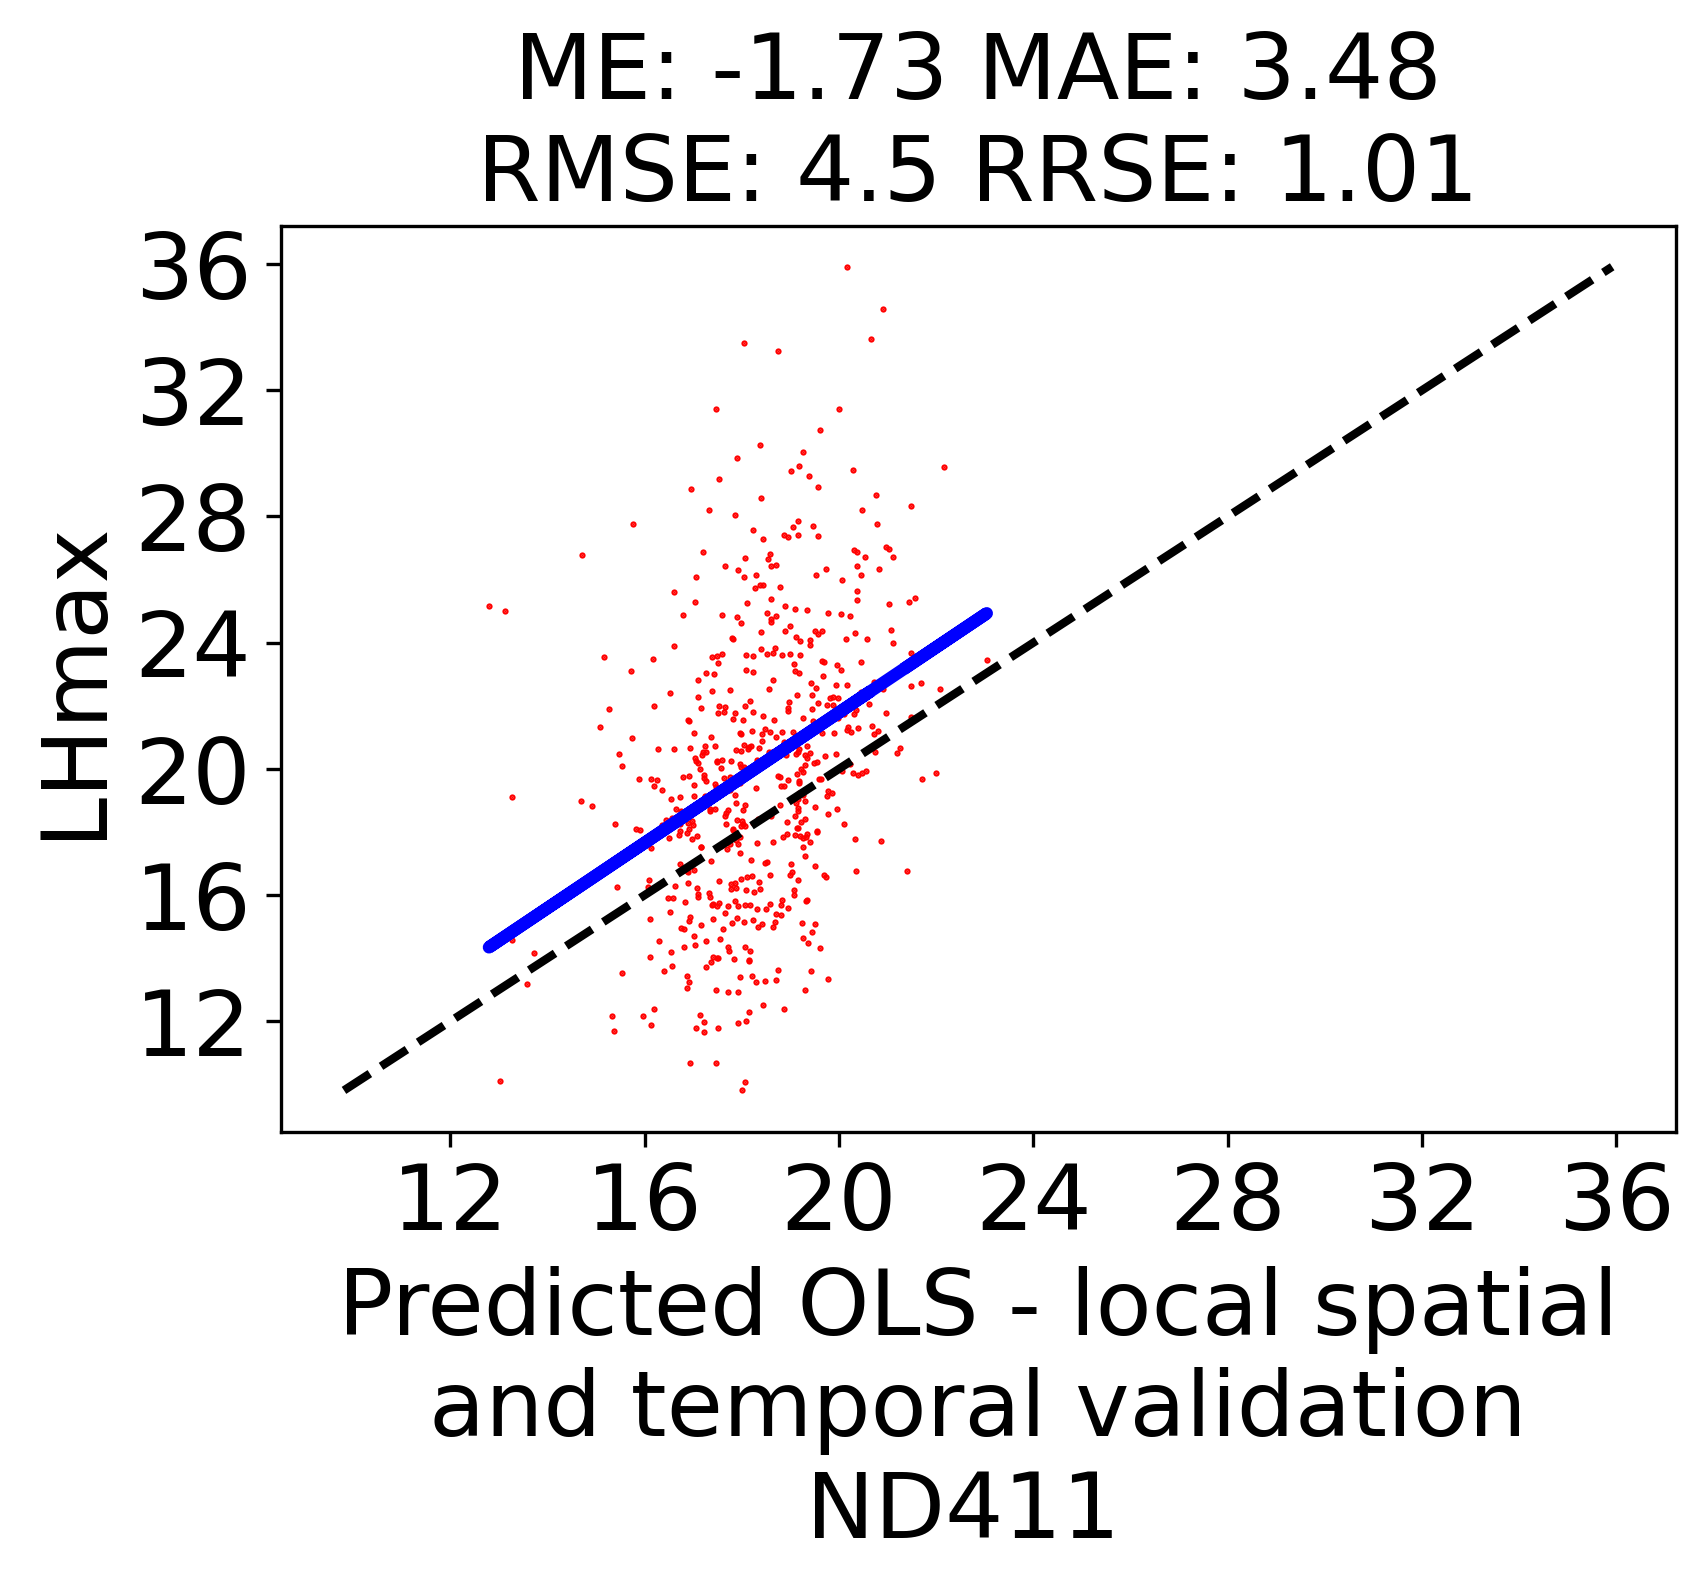 ME: -1.73 MAE: 3.48
RMSE: 4.5 RRSE: 1.01
36
32
28
24
20
16
12
LHmax
12 16 20 24 28 32 36
Predicted OLS - local spatial
and temporal validation
ND411